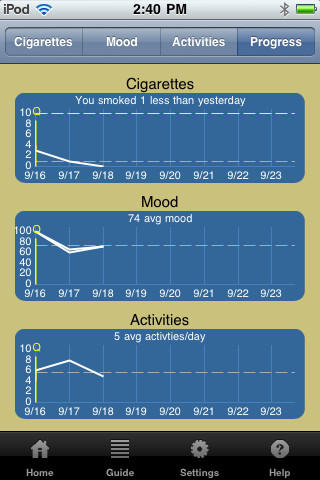 iPod 2:40 PM
Cigarettes Mood Activities Progress
Cigarettes
You smoked 1 less than yesterday
Q
10
8
6
4
2
0
9/16 9/17 9/18 9/19 9/20 9/21 9/22 9/23
Mood
74 avg mood
Q
100
80
60
40
20
0
9/16 9/17 9/18 9/19 9/20 9/21 9/22 9/23
Activities
5 avg activties/day
Q
10
8
6
4
2
0
9/16 9/17 9/18 9/19 9/20 9/21 9/22 9/23
Home Guide Settings Help